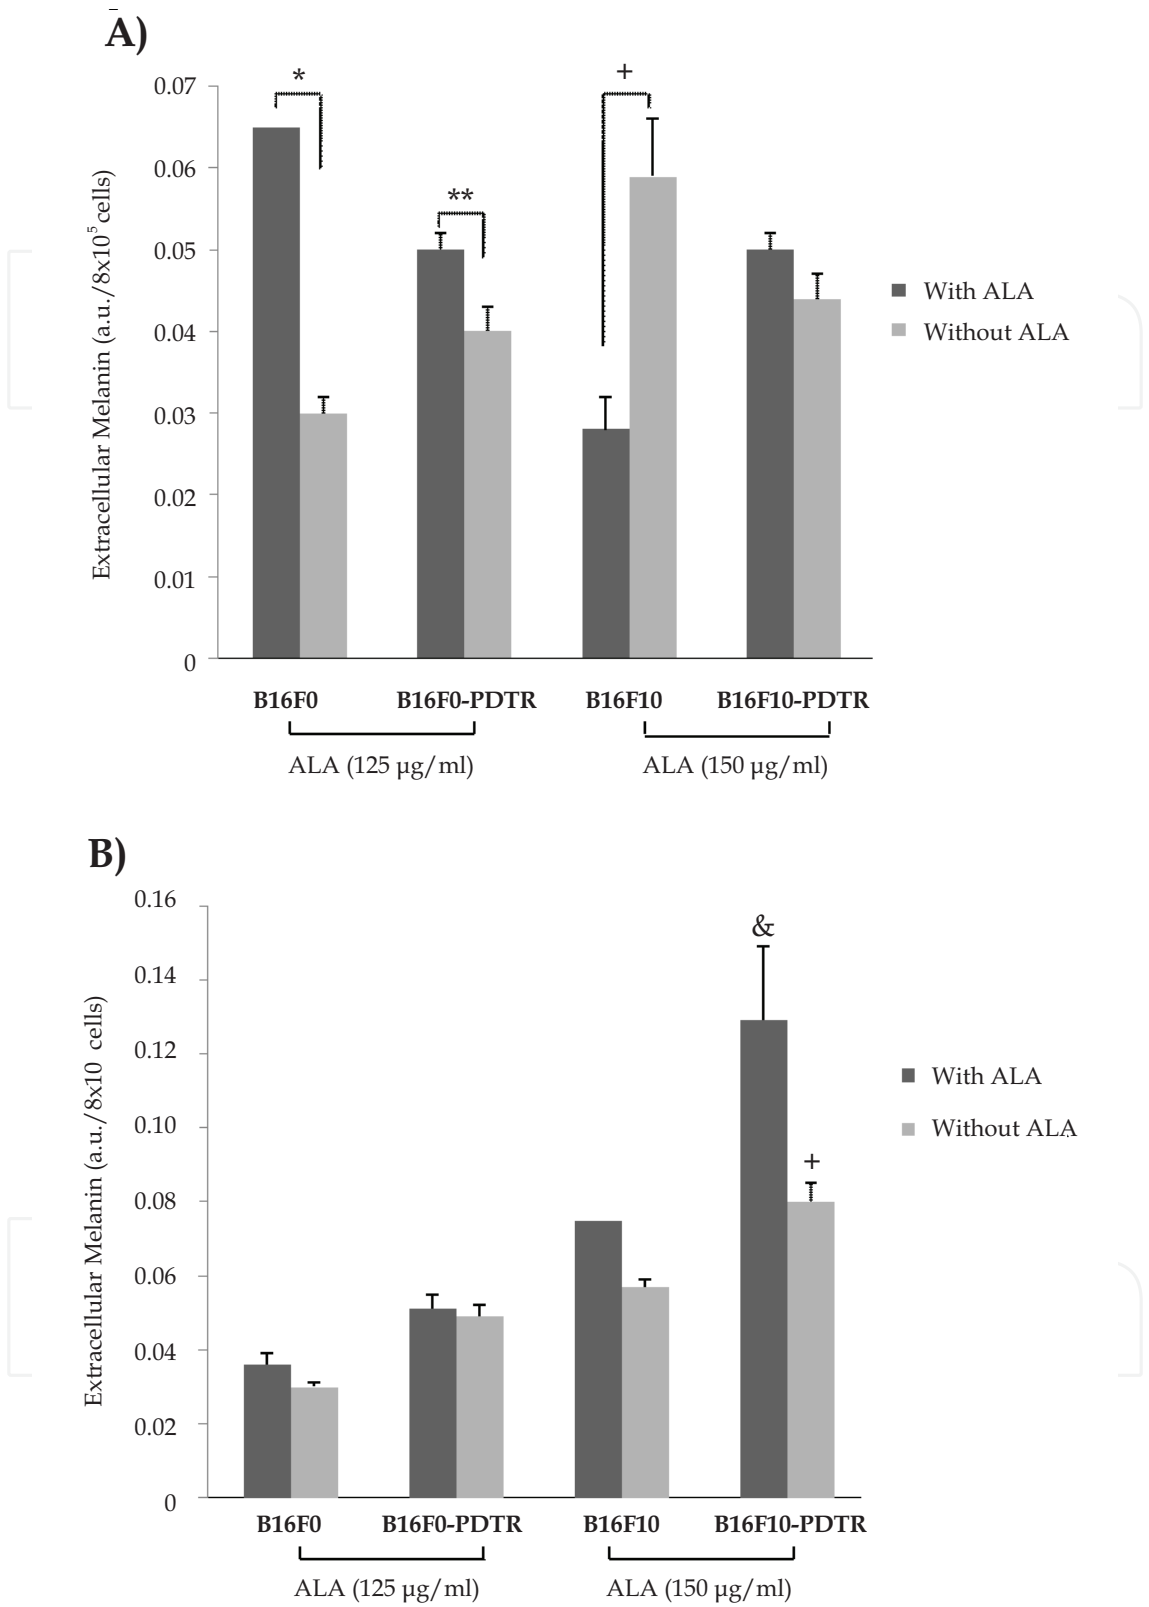 A)
0.07
0.06
0.05
0.04
0.03
0.02
0.01
0
Extracellular Melanin (a.u./8x10⁵ cells)
*
**
+
With ALA
Without ALA
B16F0 B16F0-PDTR B16F10 B16F10-PDTR
ALA (125 µg/ml) ALA (150 µg/ml)
B)
0.16
0.14
0.12
0.10
0.08
0.06
0.04
0.02
0
Extracellular Melanin (a.u./8x10 cells)
&
+
With ALA
Without ALA
B16F0 B16F0-PDTR B16F10 B16F10-PDTR
ALA (125 µg/ml) ALA (150 µg/ml)